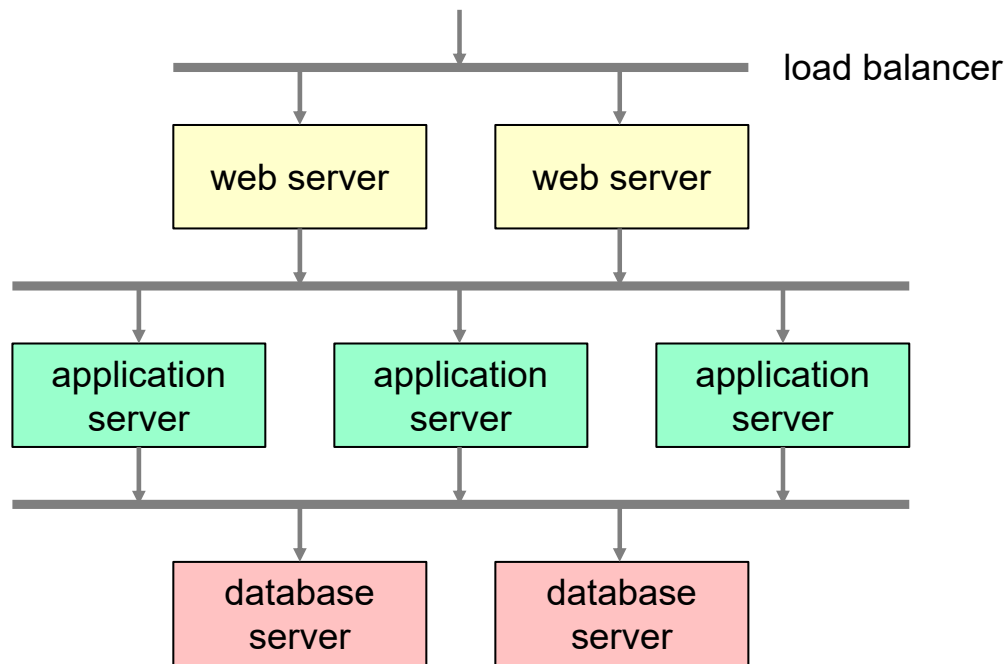 load balancer
web server
web server
application
server
application
server
application
server
database
server
database
server